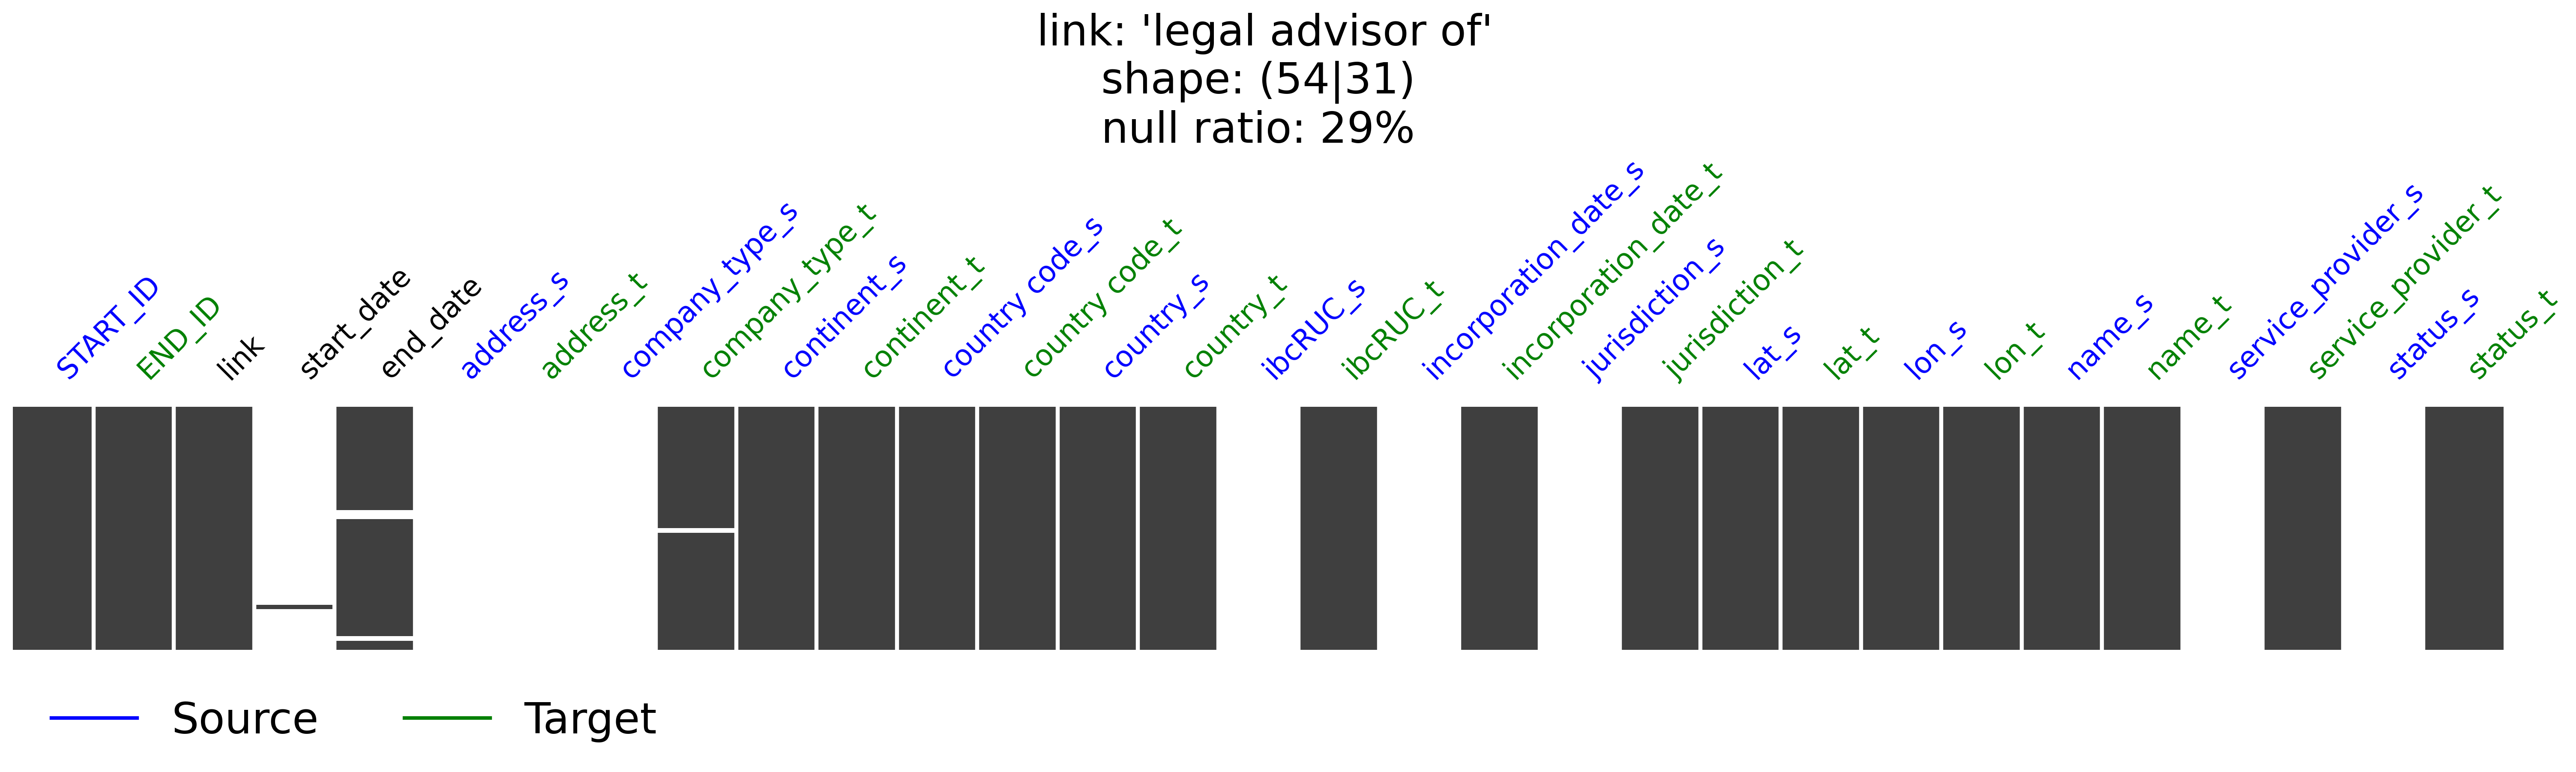 link: 'legal advisor of'
shape: (54|31)
null ratio: 29%
START_ID
END_ID
link
start_date
end_date
address_s
address_t
company_type_s
company_type_t
continent_s
continent_t
country code_s
country code_t
country_s
country_t
ibcRUC_s
ibcRUC_t
incorporation_date_s
incorporation_date_t
jurisdiction_s
jurisdiction_t
lat_s
lat_t
lon_s
lon_t
name_s
name_t
service_provider_s
service_provider_t
status_s
status_t
Source
Target